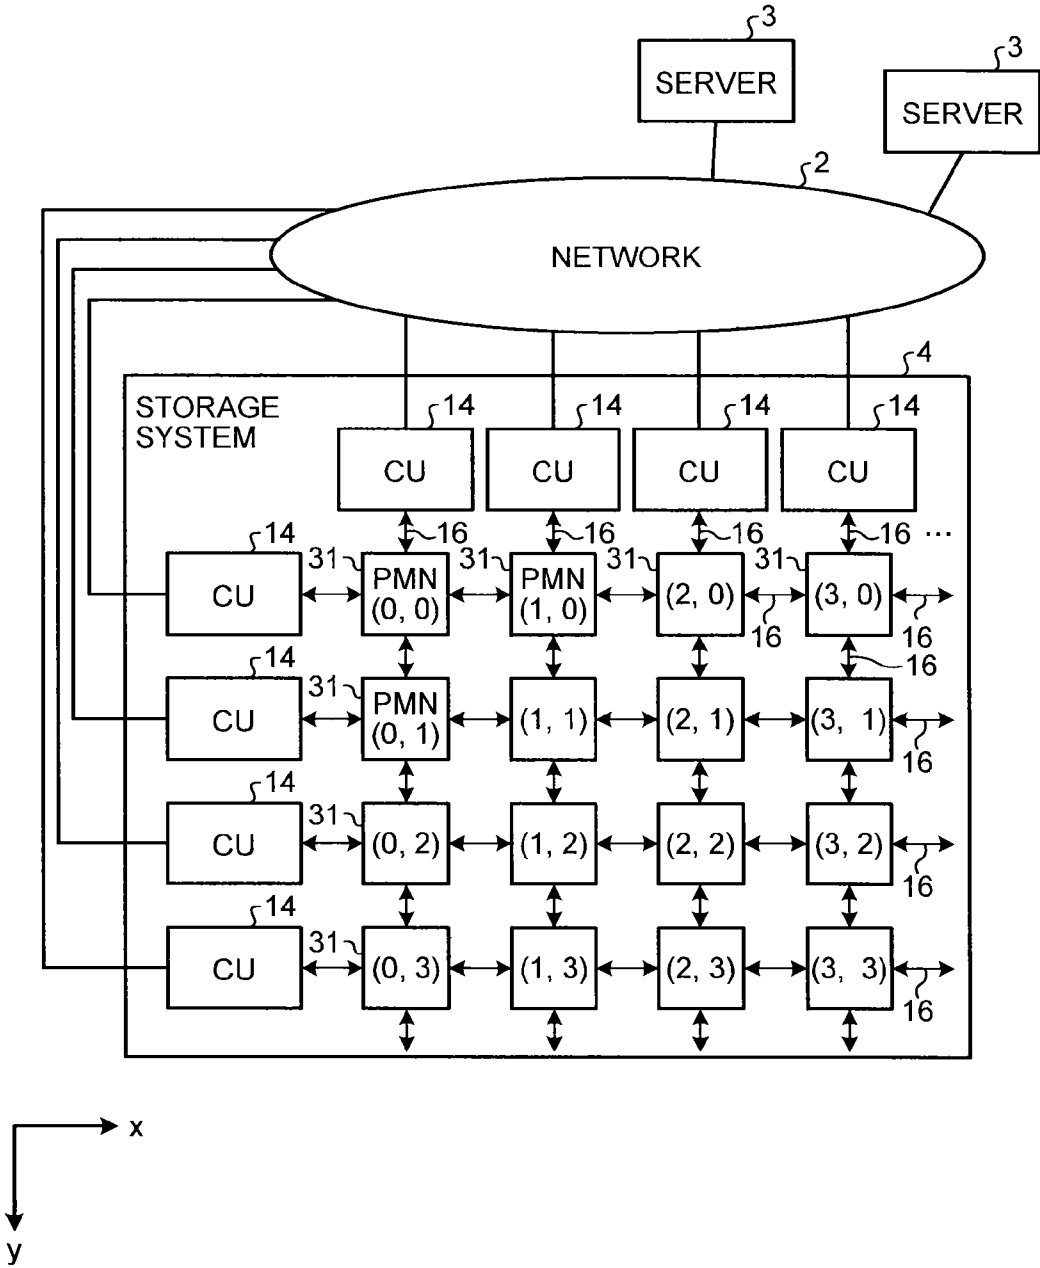 3
SERVER
3
SERVER
2
NETWORK
4
STORAGE
SYSTEM
14 14 14 14
CU CU CU CU
16 16 16 16 ...
14
CU
31 31 31 31
PMN
(0, 0)
PMN
(1, 0)
(2, 0)
(3, 0)
16 16
16
14
CU
31
PMN
(0, 1)
(1, 1)
(2, 1)
(3, 1)
16
14
CU
31
(0, 2)
(1, 2)
(2, 2)
(3, 2)
16
14
CU
31
(0, 3)
(1, 3)
(2, 3)
(3, 3)
16
x
y